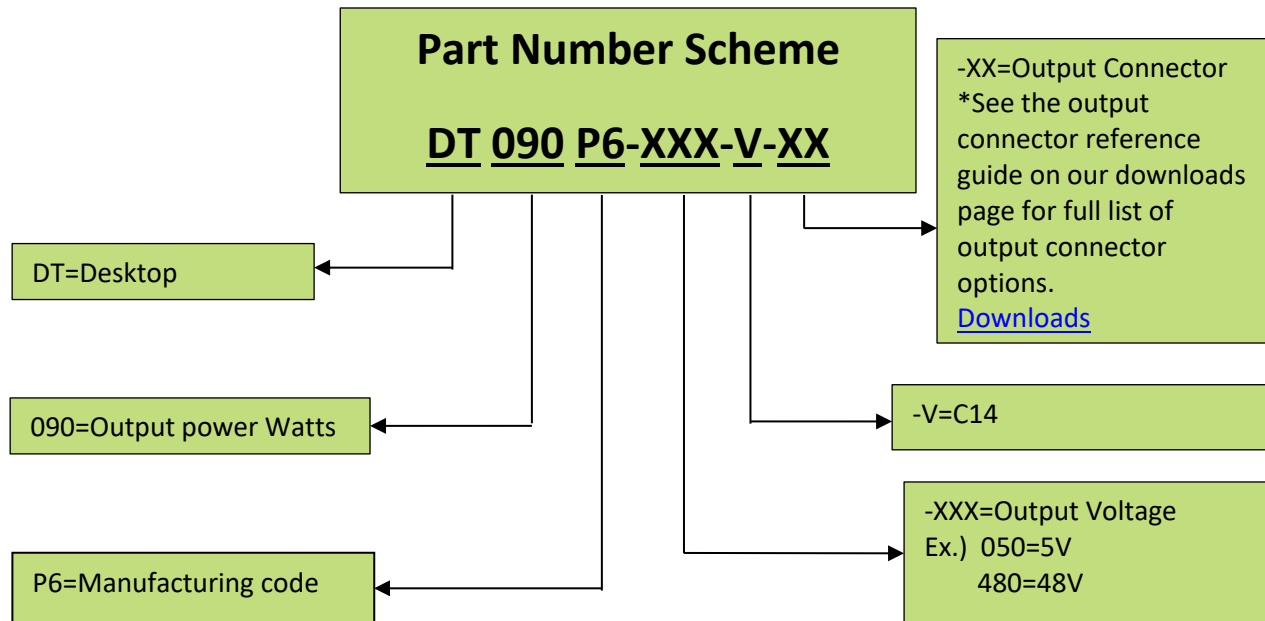 Part Number Scheme
DT 090 P6-XXX-V-XX
-XX=Output Connector
*See the output
connector reference
guide on our downloads
page for full list of
output connector
options.
Downloads
DT=Desktop
090=Output power Watts
-V=C14
-XXX=Output Voltage
Ex.) 050=5V
480=48V
P6=Manufacturing code